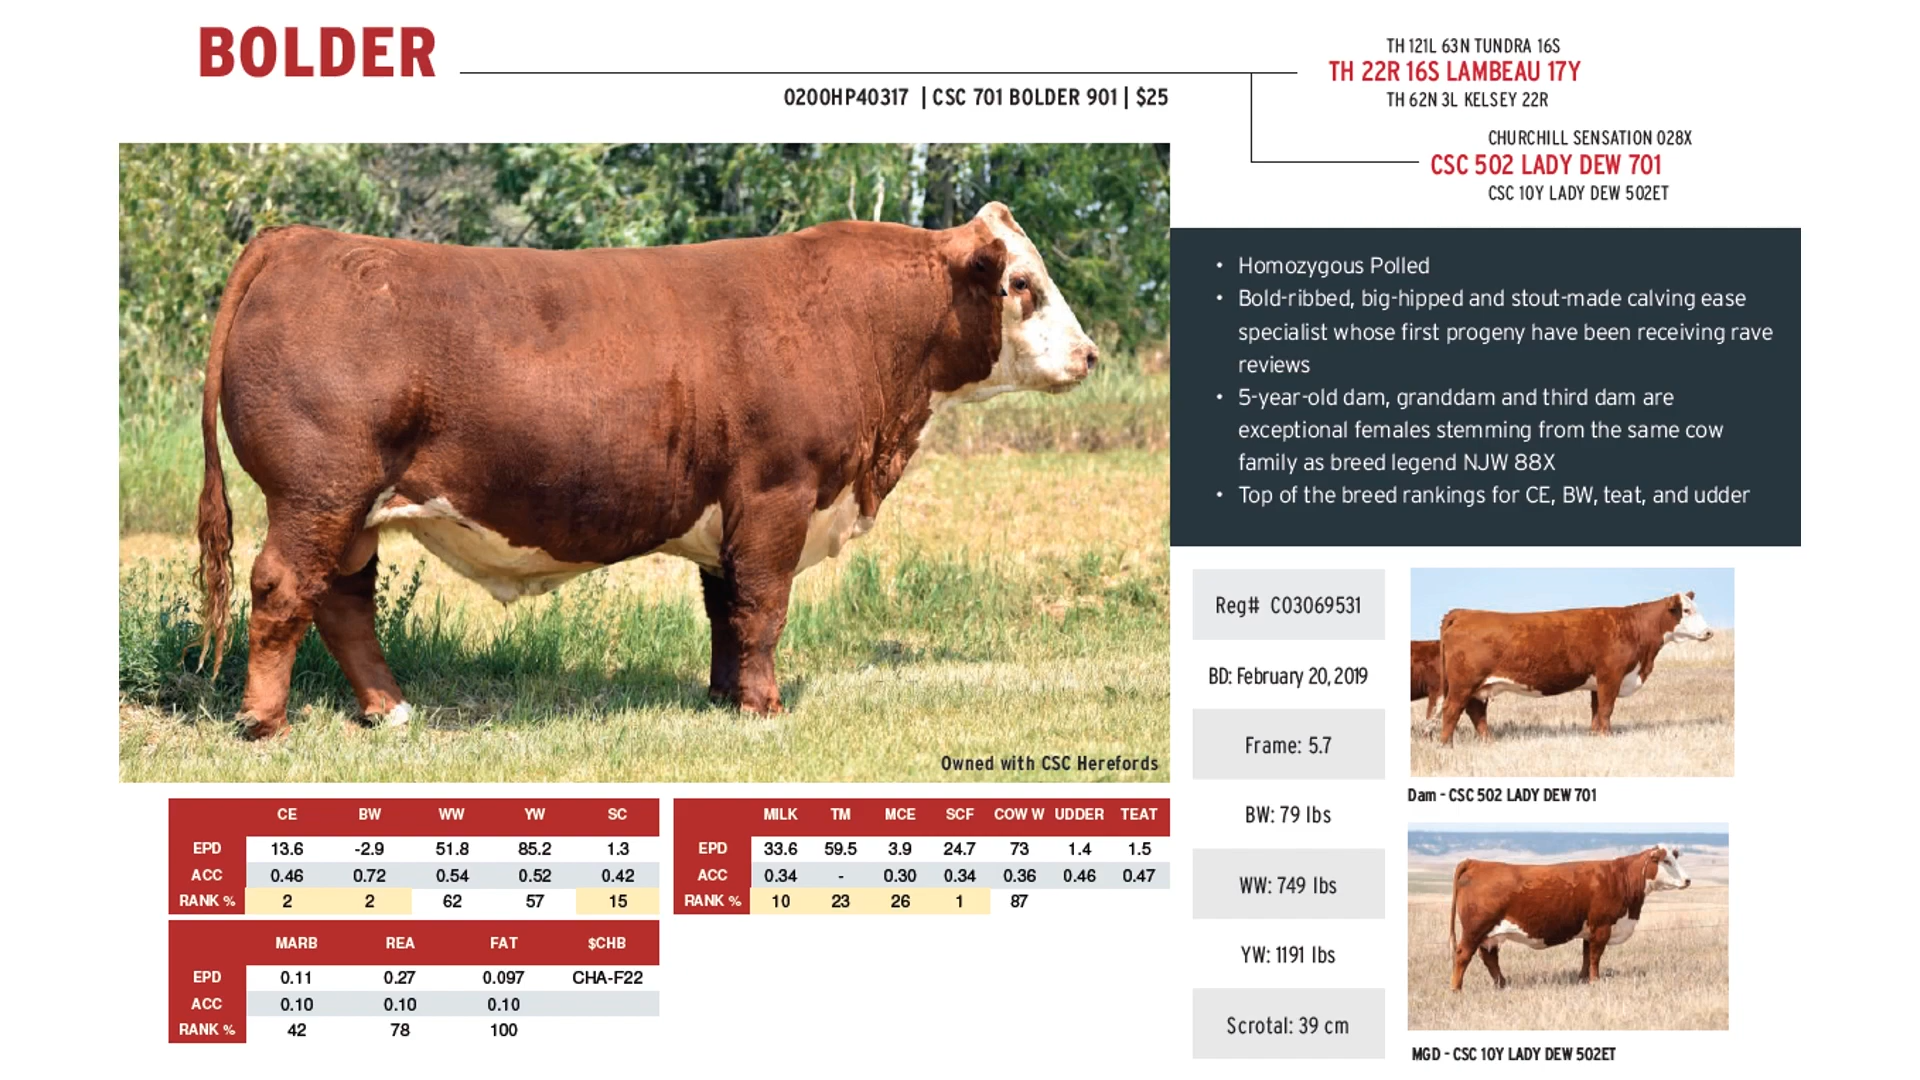 BOLDER
0200HP40317 | CSC 701 BOLDER 901 | $25
TH 121L 63N TUNDRA 16S
TH 22R 16S LAMBEAU 17Y
TH 62N 3L KELSEY 22R
CHURCHILL SENSATION 028X
CSC 502 LADY DEW 701
CSC 10Y LADY DEW 502ET
• Homozygous Polled
• Bold-ribbed, big-hipped and stout-made calving ease
specialist whose first progeny have been receiving rave
reviews
• 5-year-old dam, granddam and third dam are
exceptional females stemming from the same cow
family as breed legend NJW 88X
• Top of the breed rankings for CE, BW, teat, and udder
Owned with CSC Herefords
CE BW WW YW SC
EPD 13.6 -2.9 51.8 85.2 1.3
ACC 0.46 0.72 0.54 0.52 0.42
RANK % 2 2 62 57 15
MILK TM MCE SCF COW W UDDER TEAT
EPD 33.6 59.5 3.9 24.7 73 1.4 1.5
ACC 0.34 - 0.30 0.34 0.36 0.46 0.47
RANK % 10 23 26 1 87
MARB REA FAT $CHB
EPD 0.11 0.27 0.097 CHA-F22
ACC 0.10 0.10 0.10
RANK % 42 78 100
Reg# C03069531
BD: February 20, 2019
Frame: 5.7
BW: 79 lbs
WW: 749 lbs
YW: 1191 lbs
Scrotal: 39 cm
Dam - CSC 502 LADY DEW 701
MGD - CSC 10Y LADY DEW 502ET